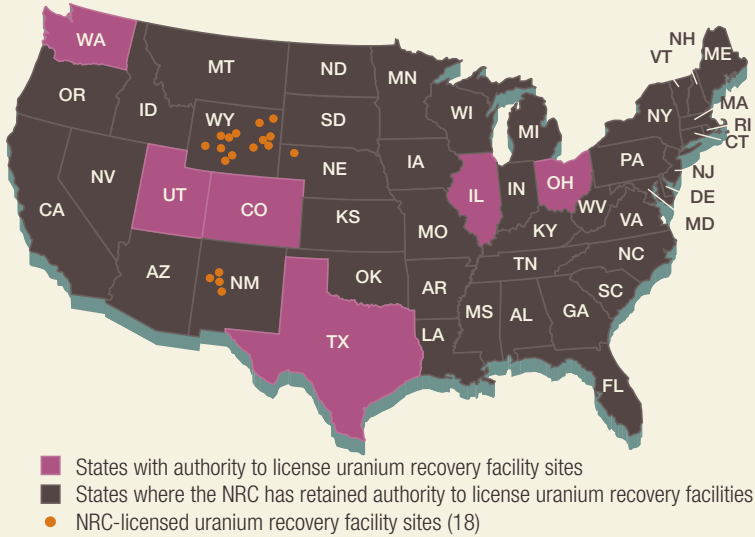 WA
MT
ND
MN
OR
ID
WY
SD
WI
MI
NY
VT
NH
ME
MA
RI
CT
NV
UT
CO
NE
IA
IL
IN
OH
PA
NJ
DE
MD
CA
KS
MO
KY
WV
VA
AZ
NM
OK
AR
TN
NC
SC
TX
LA
MS
AL
GA
FL
States with authority to license uranium recovery facility sites
States where the NRC has retained authority to license uranium recovery facilities
NRC-licensed uranium recovery facility sites (18)